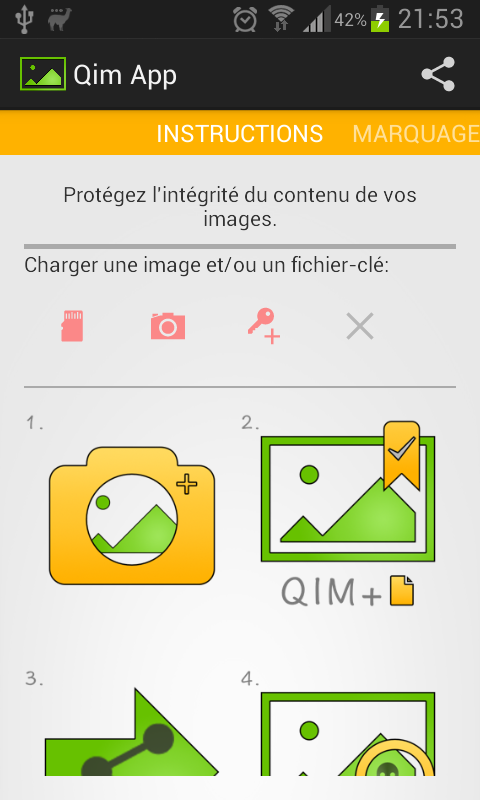 42% 21:53
Qim App
INSTRUCTIONS MARQUAGE
Protégez l'intégrité du contenu de vos
images.
Charger une image et/ou un fichier-clé:
1. 2.
QIM+
3. 4.